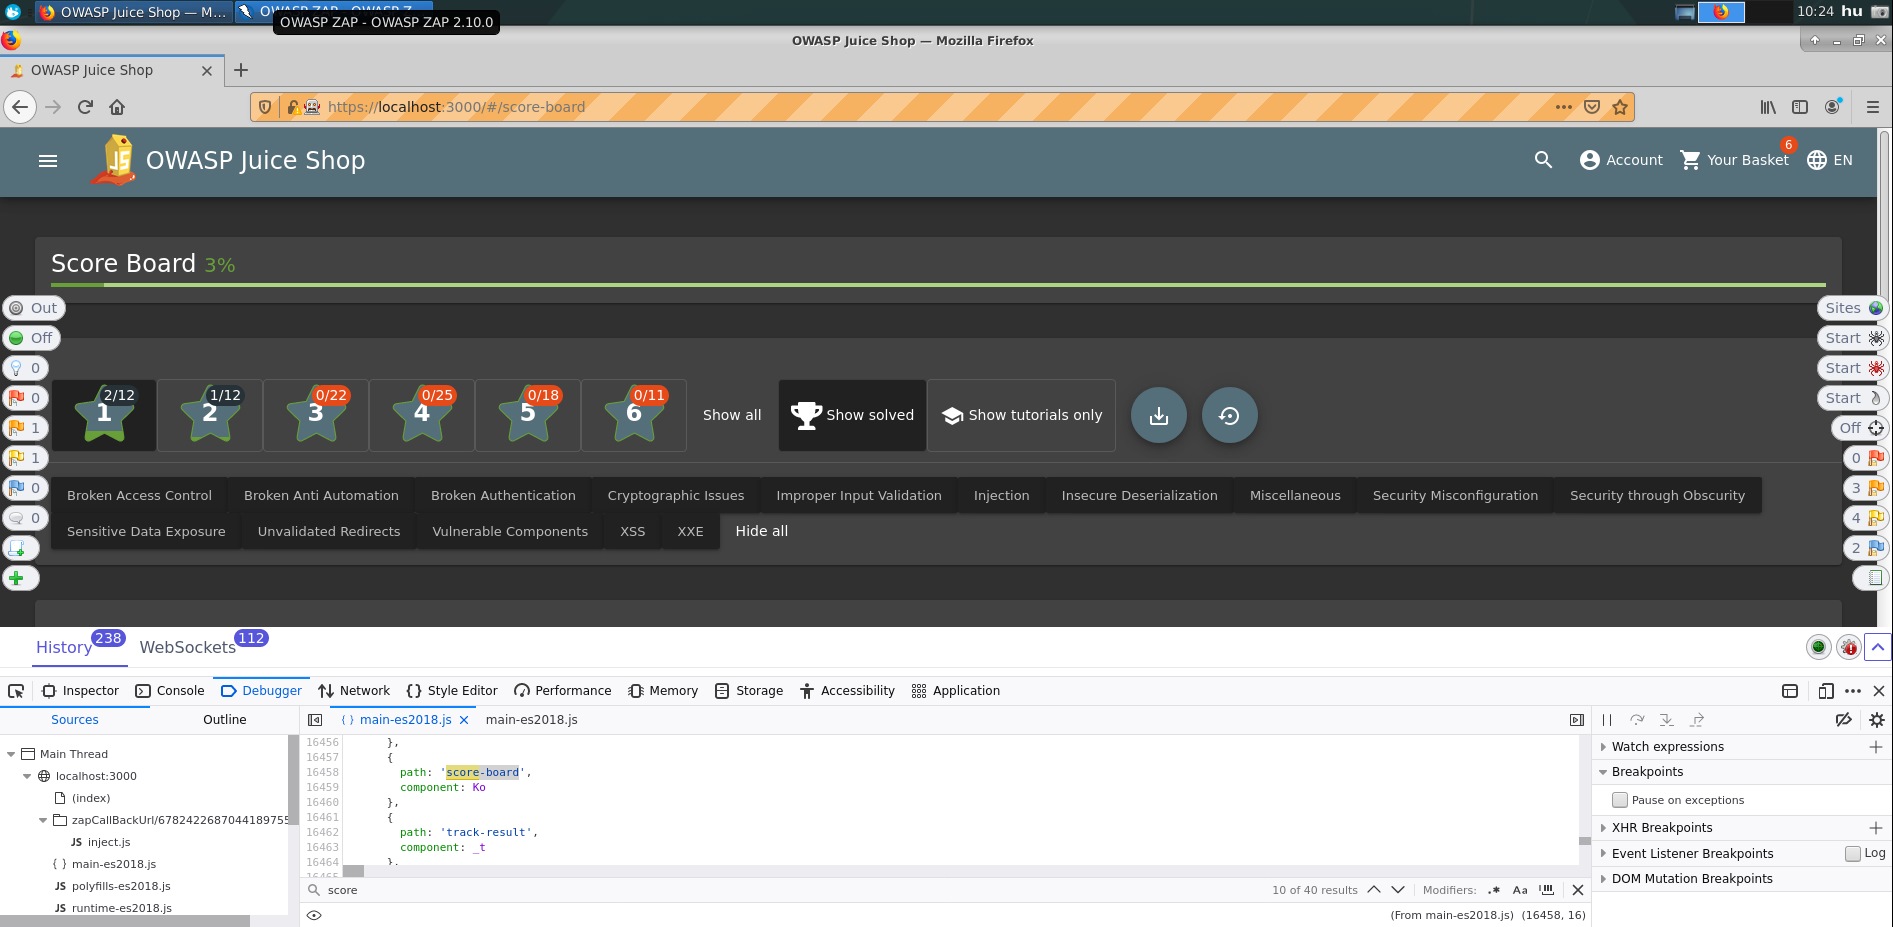 OWASP Juice Shop — M...
OWASP ZAP - OWASP Z...
10:24 hu
OWASP ZAP - OWASP ZAP 2.10.0
OWASP Juice Shop — Mozilla Firefox
OWASP Juice Shop
https://localhost:3000/#/score-board
JS OWASP Juice Shop
Account
Your Basket
6
EN
Score Board 3%
Out
Sites
Off
Start
0
Start
0
Start
1
Off
1
0
0
3
0
4
2
1 2/12
2 1/12
3 0/22
4 0/25
5 0/18
6 0/11
Show all
Show solved
Show tutorials only
Broken Access Control
Broken Anti Automation
Broken Authentication
Cryptographic Issues
Improper Input Validation
Injection
Insecure Deserialization
Miscellaneous
Security Misconfiguration
Security through Obscurity
Sensitive Data Exposure
Unvalidated Redirects
Vulnerable Components
XSS
XXE
Hide all
History 238
WebSockets 112
Inspector
Console
Debugger
Network
Style Editor
Performance
Memory
Storage
Accessibility
Application
Sources
Outline
Main Thread
localhost:3000
(index)
zapCallBackUrl/6782422687044189755
JS inject.js
{ } main-es2018.js
JS polyfills-es2018.js
JS runtime-es2018.js
{ } main-es2018.js
main-es2018.js
16456 },
16457 {
16458 path: 'score-board',
16459 component: Ko
16460 },
16461 {
16462 path: 'track-result',
16463 component: _t
16464 },
16465
score
10 of 40 results
Modifiers:
.*
Aa
(From main-es2018.js) (16458, 16)
Watch expressions
Breakpoints
Pause on exceptions
XHR Breakpoints
Event Listener Breakpoints
Log
DOM Mutation Breakpoints